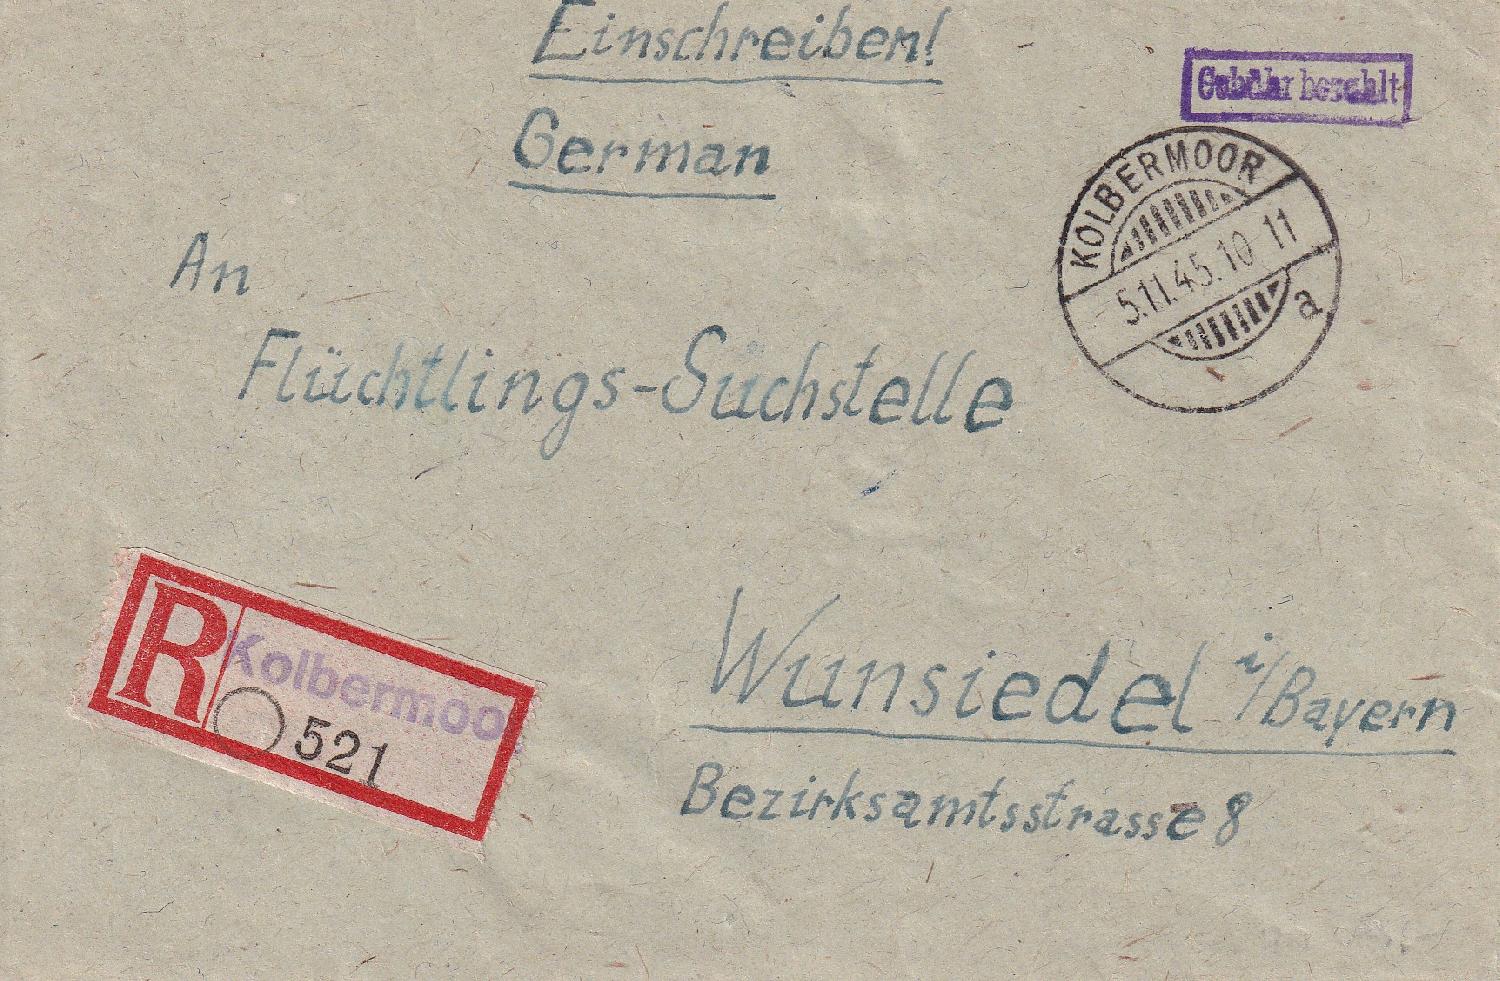 Einschreiben!
German
Gebühr bezahlt
KOLBERMOOR
5.11.45.10 11
a
An
Flüchtlings-Suchstelle
R Kolbermoor
521
Wunsiedel i/Bayern
Bezirksamtsstrasse 8